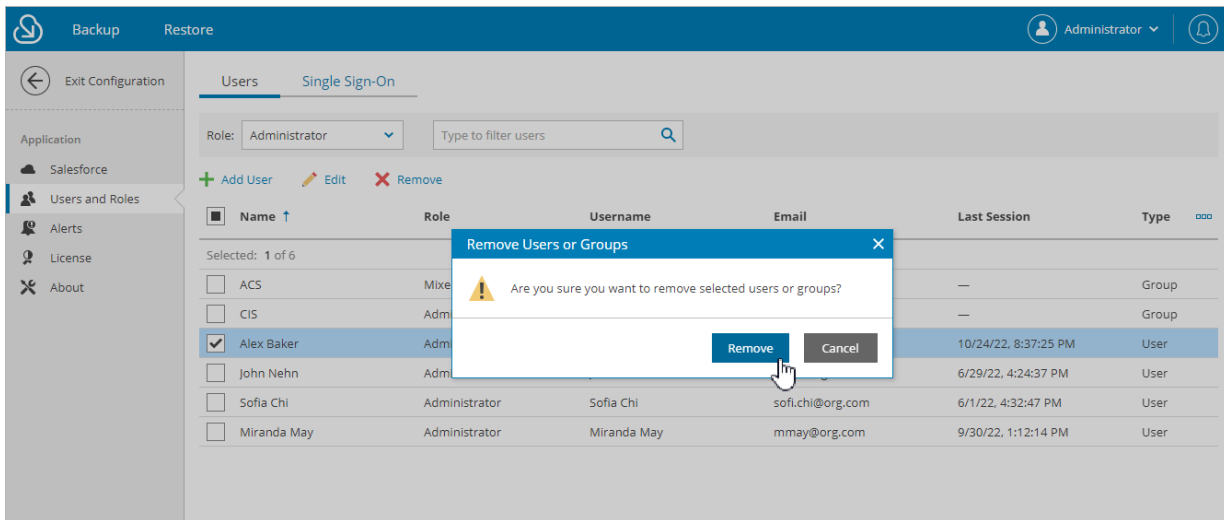 Backup Restore Administrator
Exit Configuration Users Single Sign-On
Application Role: Administrator Type to filter users
Salesforce Add User Edit Remove
Users and Roles
Name ↑ Role Username Email Last Session Type
Alerts
Remove Users or Groups
License Selected: 1 of 6
About ACS — Group
Are you sure you want to remove selected users or groups?
CIS — Group
Alex Baker Remove Cancel 10/24/22, 8:37:25 PM User
John Nehn 6/29/22, 4:24:37 PM User
Sofia Chi Administrator Sofia Chi sofi.chi@org.com 6/1/22, 4:32:47 PM User
Miranda May Administrator Miranda May mmay@org.com 9/30/22, 1:12:14 PM User